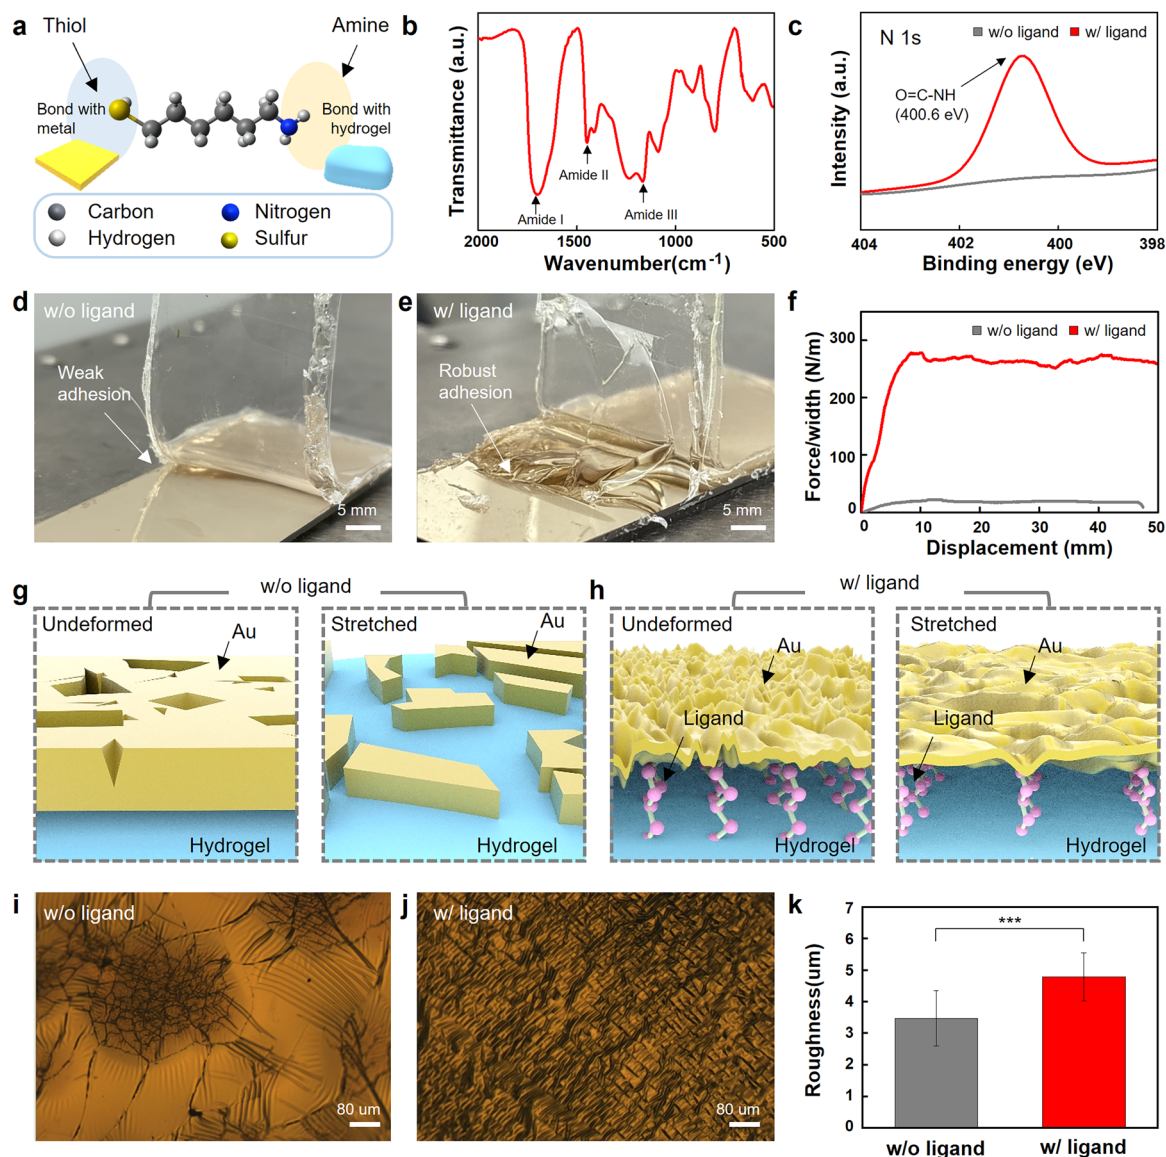 a
Thiol
Amine
Bond with
metal
Bond with
hydrogel
Carbon
Nitrogen
Hydrogen
Sulfur
b
Transmittance (a.u.)
Amide I
Amide II
Amide III
2000
1500
1000
500
Wavenumber(cm-1)
c
N 1s
w/o ligand
w/ ligand
O=C-NH
(400.6 eV)
Intensity (a.u.)
404
402
400
398
Binding energy (eV)
d
w/o ligand
Weak
adhesion
5 mm
e
w/ ligand
Robust
adhesion
5 mm
f
w/o ligand
w/ ligand
Force/width (N/m)
300
200
100
0
0
10
20
30
40
50
Displacement (mm)
g
w/o ligand
Undeformed
Au
Hydrogel
Stretched
Au
Hydrogel
h
w/ ligand
Undeformed
Au
Ligand
Hydrogel
Stretched
Au
Ligand
Hydrogel
i
w/o ligand
80 um
j
w/ ligand
80 um
k
Roughness(um)
7
6
5
4
3
2
1
0
***
w/o ligand
w/ ligand